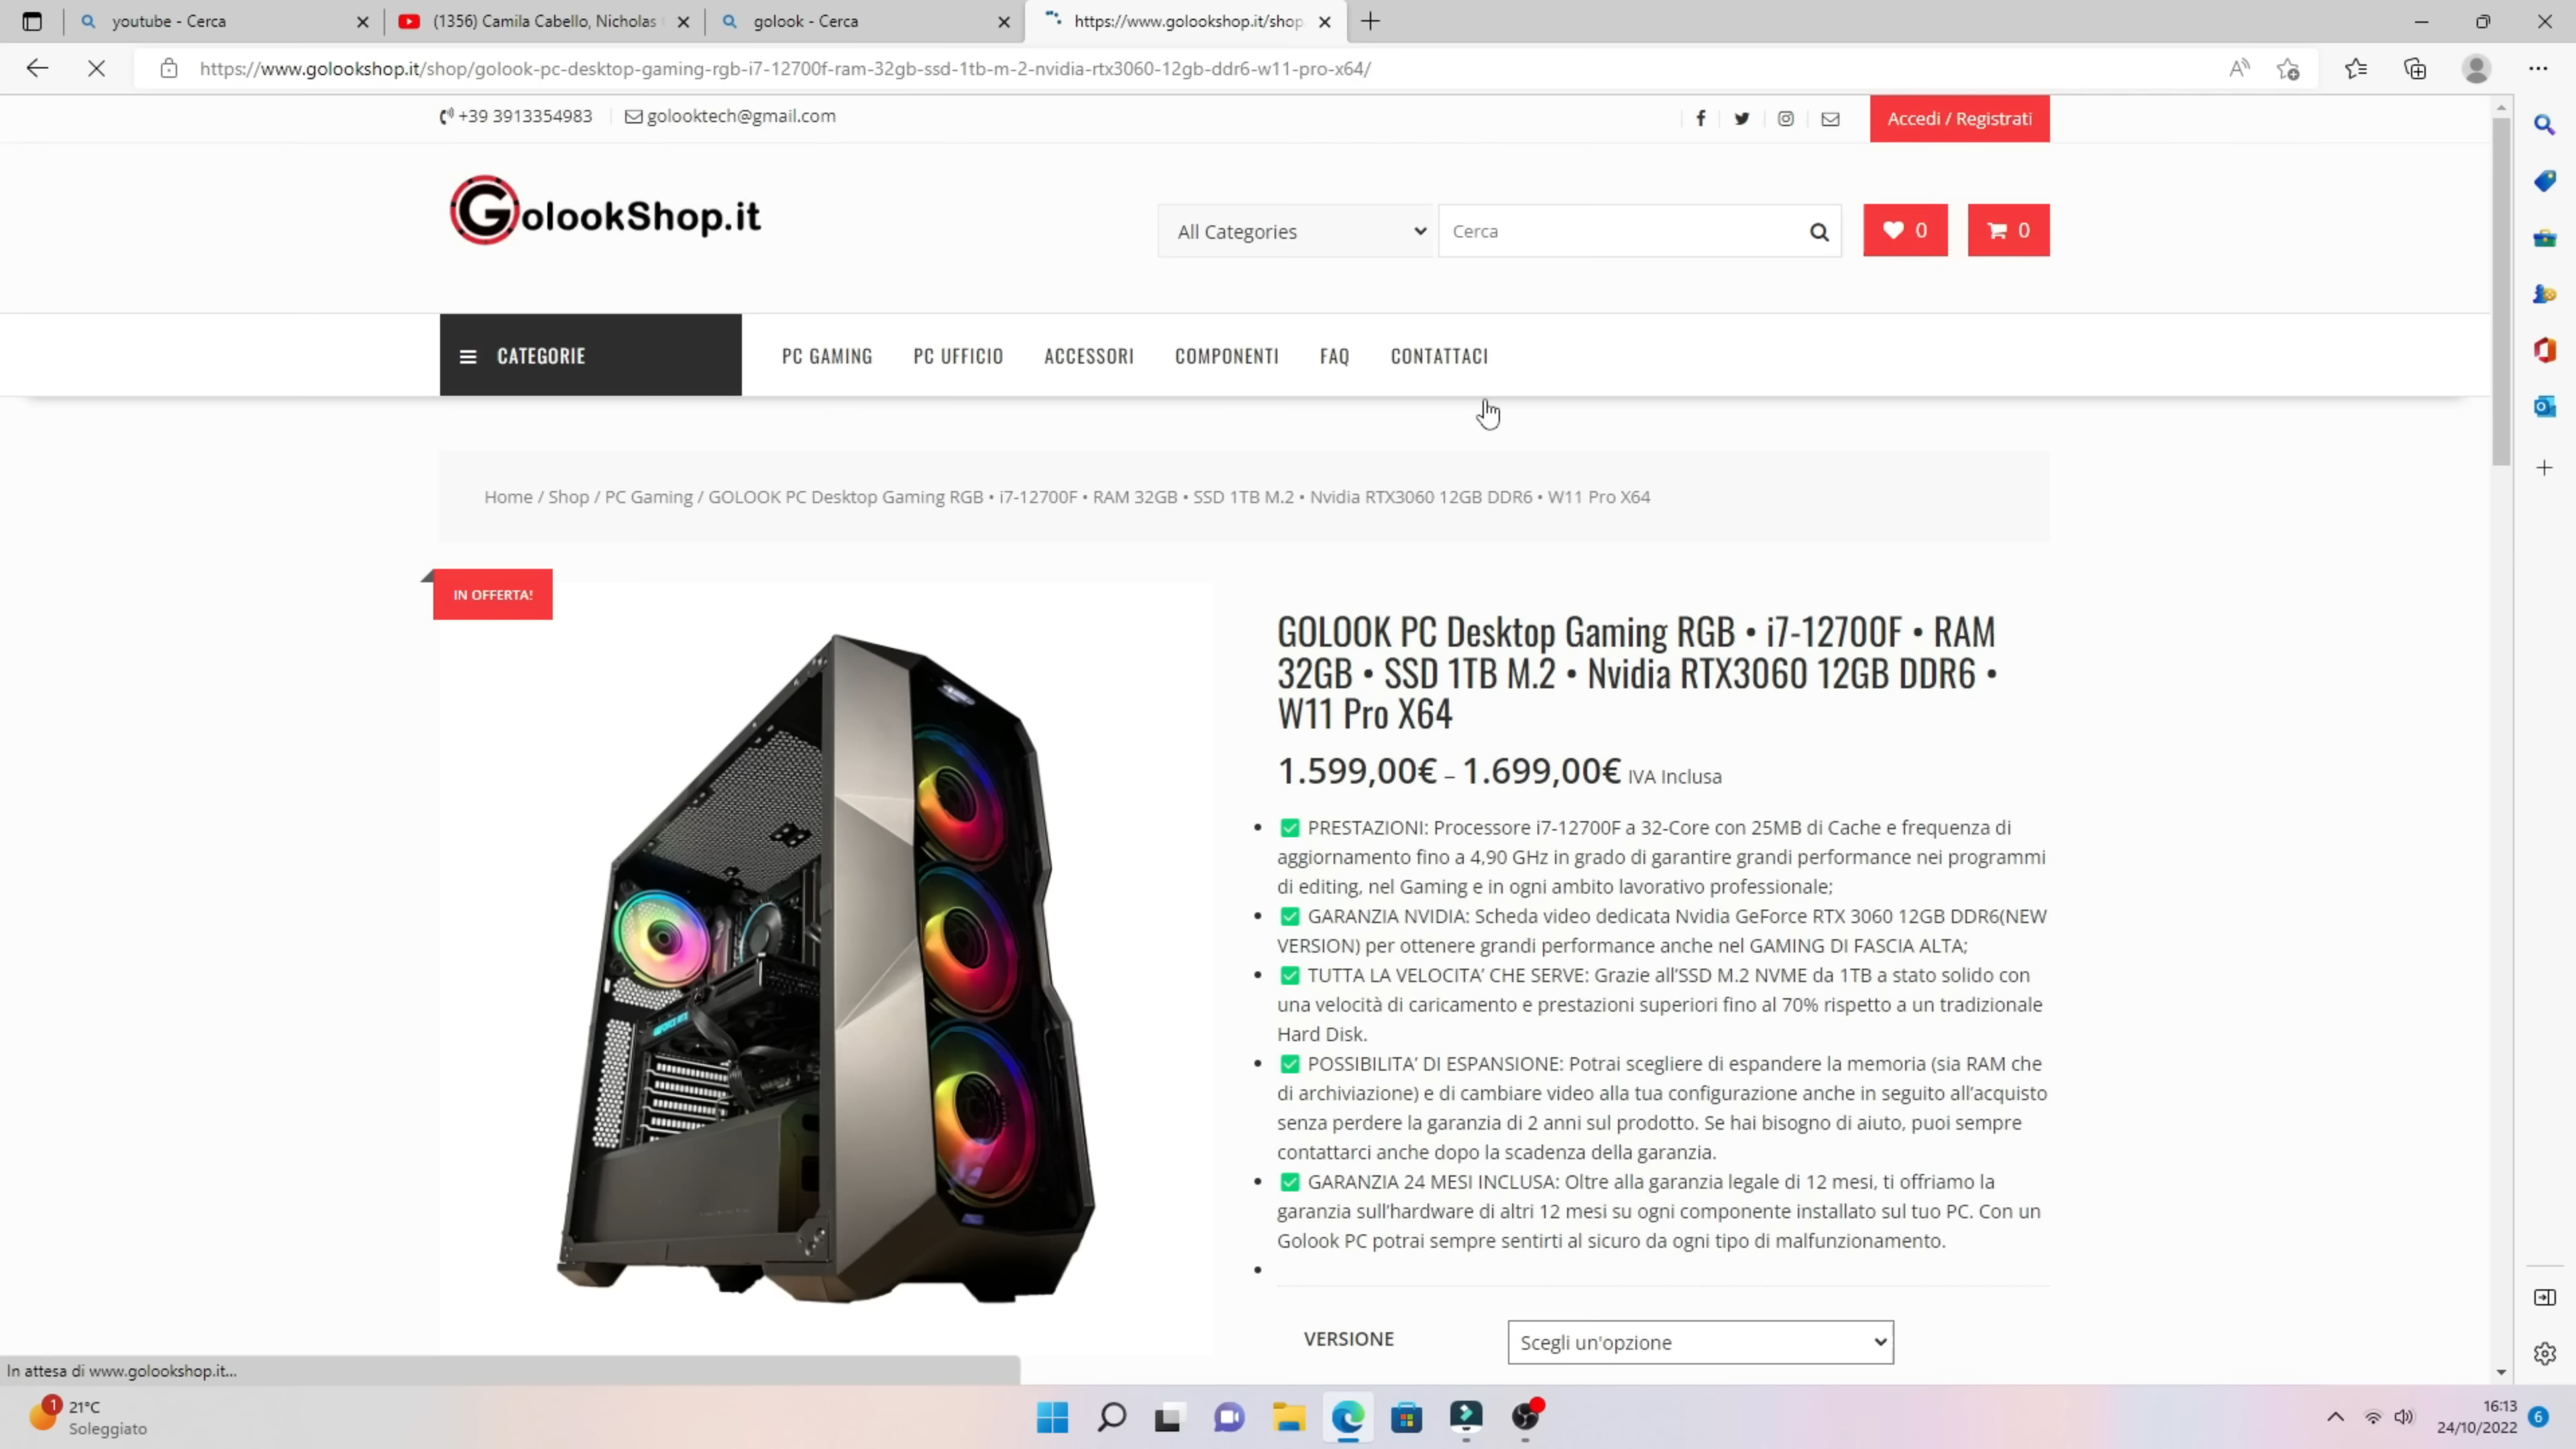 youtube - Cerca
(1356) Camila Cabello, Nicholas
golook - Cerca
https://www.golookshop.it/shop
https://www.golookshop.it/shop/golook-pc-desktop-gaming-rgb-i7-12700f-ram-32gb-ssd-1tb-m-2-nvidia-rtx3060-12gb-ddr6-w11-pro-x64/
+39 3913354983
golooktech@gmail.com
Accedi / Registrati
GolookShop.it
All Categories
Cerca
0
0
CATEGORIE
PC GAMING
PC UFFICIO
ACCESSORI
COMPONENTI
FAQ
CONTATTACI
Home / Shop / PC Gaming / GOLOOK PC Desktop Gaming RGB • i7-12700F • RAM 32GB • SSD 1TB M.2 • Nvidia RTX3060 12GB DDR6 • W11 Pro X64
IN OFFERTA!
GOLOOK PC Desktop Gaming RGB • i7-12700F • RAM
32GB • SSD 1TB M.2 • Nvidia RTX3060 12GB DDR6 •
W11 Pro X64
1.599,00€ – 1.699,00€ IVA Inclusa
• ✅ PRESTAZIONI: Processore i7-12700F a 32-Core con 25MB di Cache e frequenza di
aggiornamento fino a 4,90 GHz in grado di garantire grandi performance nei programmi
di editing, nel Gaming e in ogni ambito lavorativo professionale;
• ✅ GARANZIA NVIDIA: Scheda video dedicata Nvidia GeForce RTX 3060 12GB DDR6(NEW
VERSION) per ottenere grandi performance anche nel GAMING DI FASCIA ALTA;
• ✅ TUTTA LA VELOCITA’ CHE SERVE: Grazie all’SSD M.2 NVME da 1TB a stato solido con
una velocità di caricamento e prestazioni superiori fino al 70% rispetto a un tradizionale
Hard Disk.
• ✅ POSSIBILITA’ DI ESPANSIONE: Potrai scegliere di espandere la memoria (sia RAM che
di archiviazione) e di cambiare video alla tua configurazione anche in seguito all’acquisto
senza perdere la garanzia di 2 anni sul prodotto. Se hai bisogno di aiuto, puoi sempre
contattarci anche dopo la scadenza della garanzia.
• ✅ GARANZIA 24 MESI INCLUSA: Oltre alla garanzia legale di 12 mesi, ti offriamo la
garanzia sull’hardware di altri 12 mesi su ogni componente installato sul tuo PC. Con un
Golook PC potrai sempre sentirti al sicuro da ogni tipo di malfunzionamento.
•
VERSIONE
Scegli un'opzione
In attesa di www.golookshop.it...
1
21°C
Soleggiato
16:13
24/10/2022
6